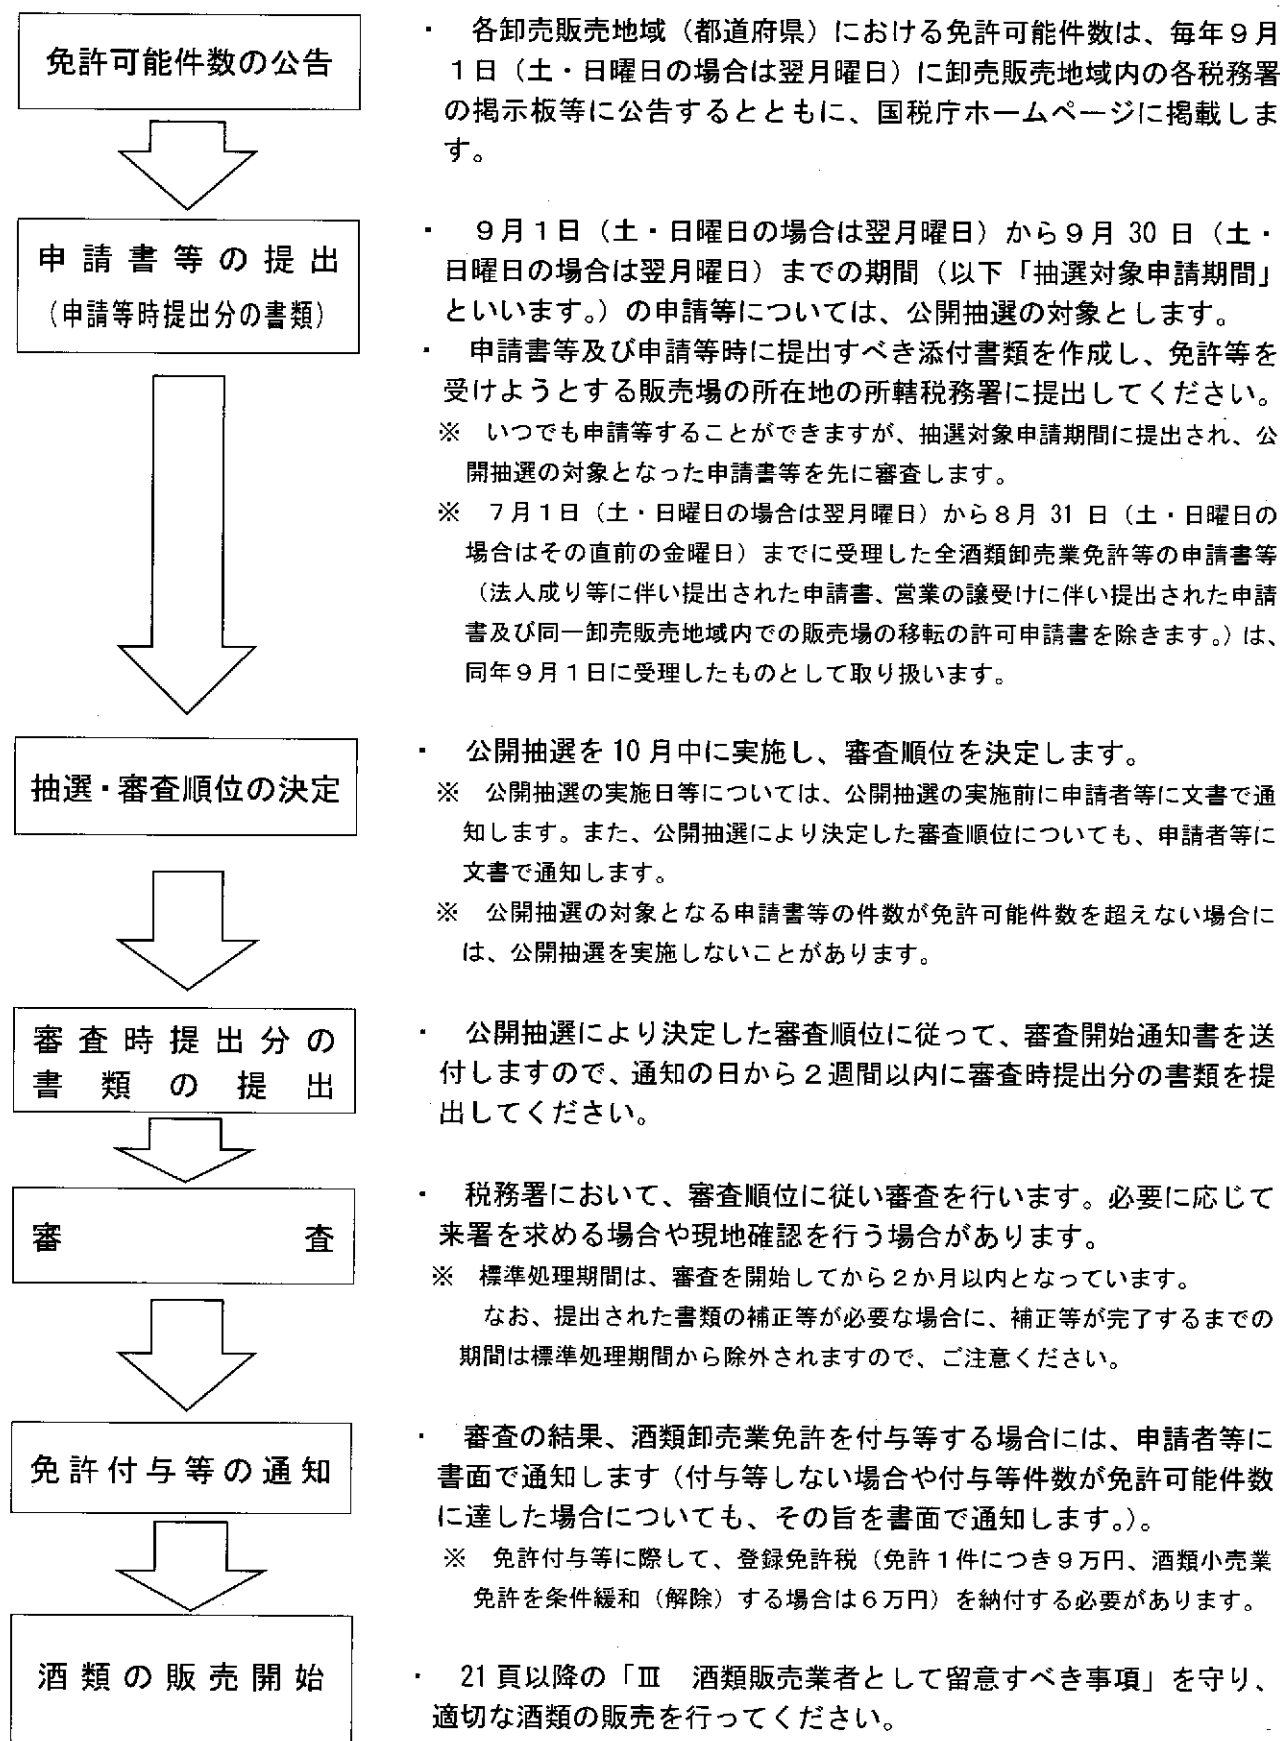 免許可能件数の公告
・　各卸売販売地域（都道府県）における免許可能件数は、毎年９月
１日（土・日曜日の場合は翌月曜日）に卸売販売地域内の各税務署
の掲示板等に公告するとともに、国税庁ホームページに掲載しま
す。
申請書等の提出
（申請等時提出分の書類）
・　９月１日（土・日曜日の場合は翌月曜日）から９月 30 日（土・
日曜日の場合は翌月曜日）までの期間（以下「抽選対象申請期間」
といいます。）の申請等については、公開抽選の対象とします。
・　申請書等及び申請等時に提出すべき添付書類を作成し、免許等を
受けようとする販売場の所在地の所轄税務署に提出してください。
※　いつでも申請等することができますが、抽選対象申請期間に提出され、公
開抽選の対象となった申請書等を先に審査します。
※　７月１日（土・日曜日の場合は翌月曜日）から８月 31 日（土・日曜日の
場合はその直前の金曜日）までに受理した全酒類卸売業免許等の申請書等
（法人成り等に伴い提出された申請書、営業の譲受けに伴い提出された申請
書及び同一卸売販売地域内での販売場の移転の許可申請書を除きます。）は、
同年９月１日に受理したものとして取り扱います。
抽選・審査順位の決定
・　公開抽選を 10 月中に実施し、審査順位を決定します。
※　公開抽選の実施日等については、公開抽選の実施前に申請者等に文書で通
知します。また、公開抽選により決定した審査順位についても、申請者等に
文書で通知します。
※　公開抽選の対象となる申請書等の件数が免許可能件数を超えない場合に
は、公開抽選を実施しないことがあります。
審査時提出分の
書類の提出
・　公開抽選により決定した審査順位に従って、審査開始通知書を送
付しますので、通知の日から２週間以内に審査時提出分の書類を提
出してください。
審査
・　税務署において、審査順位に従い審査を行います。必要に応じて
来署を求める場合や現地確認を行う場合があります。
※　標準処理期間は、審査を開始してから２か月以内となっています。
なお、提出された書類の補正等が必要な場合に、補正等が完了するまでの
期間は標準処理期間から除外されますので、ご注意ください。
免許付与等の通知
・　審査の結果、酒類卸売業免許を付与等する場合には、申請者等に
書面で通知します（付与等しない場合や付与等件数が免許可能件数
に達した場合についても、その旨を書面で通知します。）。
※　免許付与等に際して、登録免許税（免許１件につき９万円、酒類小売業
免許を条件緩和（解除）する場合は６万円）を納付する必要があります。
酒類の販売開始
・　21 頁以降の「Ⅲ　酒類販売業者として留意すべき事項」を守り、
適切な酒類の販売を行ってください。